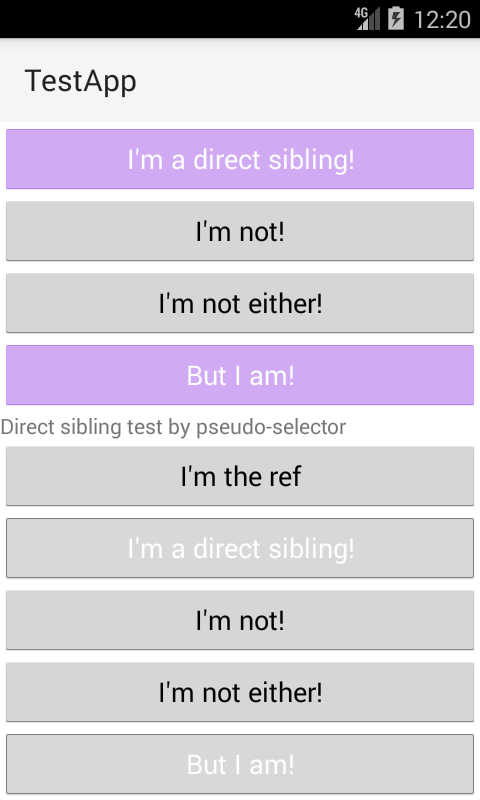 4G 12:20
TestApp
I'm a direct sibling!
I'm not!
I'm not either!
But I am!
Direct sibling test by pseudo-selector
I'm the ref
I'm a direct sibling!
I'm not!
I'm not either!
But I am!